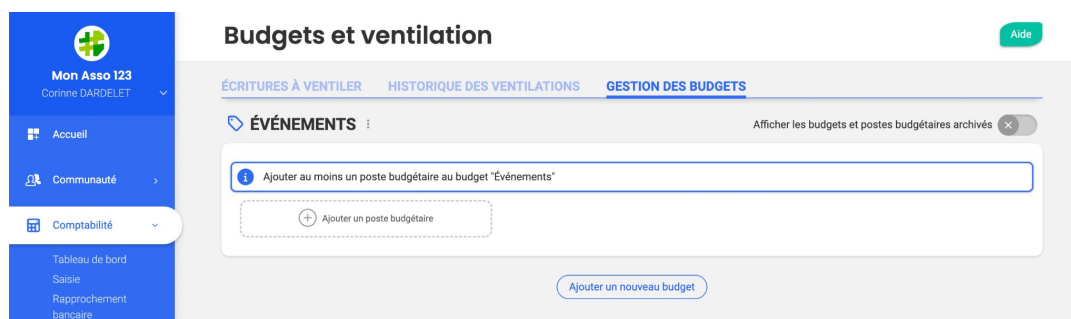 Mon Asso 123
Corinne DARDELET
Accueil
Communauté
Comptabilité
Tableau de bord
Saisie
Rapprochement
bancaire
Budgets et ventilation
Aide
ÉCRITURES À VENTILER HISTORIQUE DES VENTILATIONS GESTION DES BUDGETS
ÉVÉNEMENTS
Afficher les budgets et postes budgétaires archivés
Ajouter au moins un poste budgétaire au budget "Événements"
Ajouter un poste budgétaire
Ajouter un nouveau budget